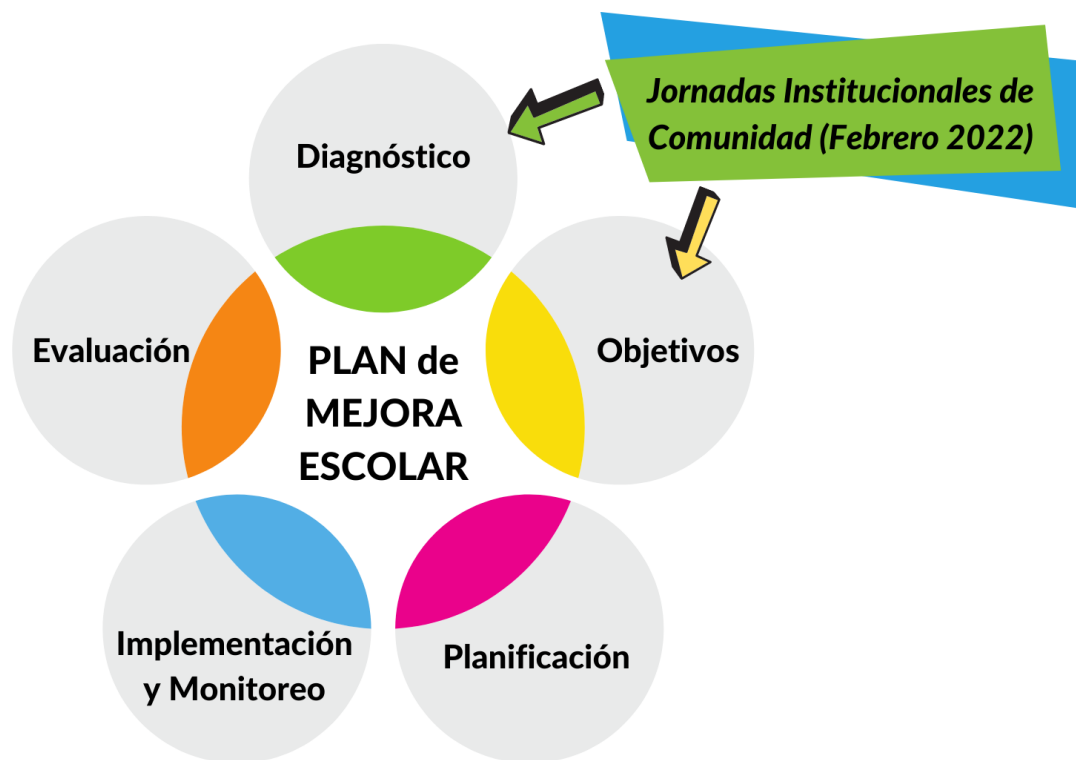 Jornadas Institucionales de
Comunidad (Febrero 2022)
Diagnóstico
Evaluación
PLAN de
MEJORA
ESCOLAR
Objetivos
Implementación
y Monitoreo
Planificación